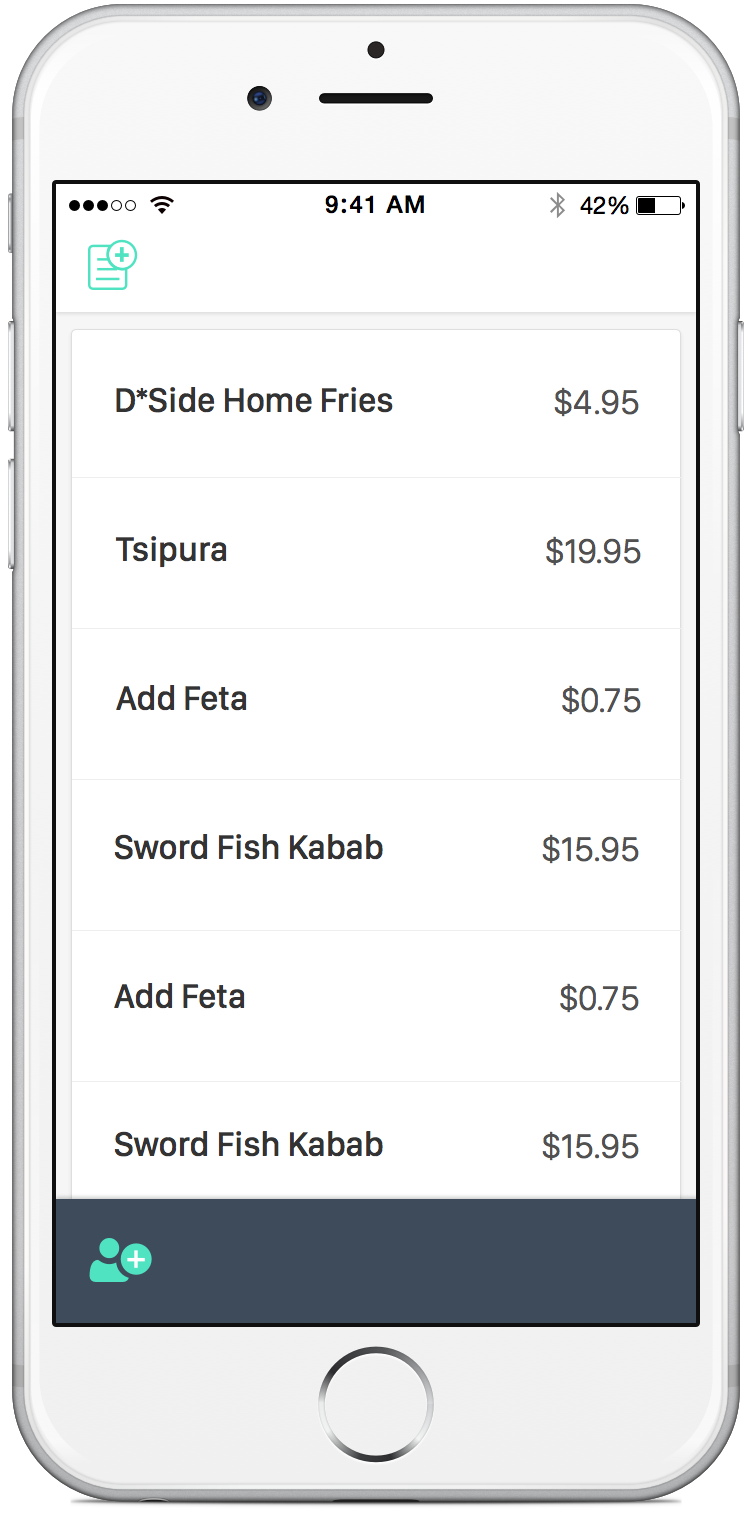 9:41 AM 42%
D*Side Home Fries $4.95
Tsipura $19.95
Add Feta $0.75
Sword Fish Kabab $15.95
Add Feta $0.75
Sword Fish Kabab $15.95